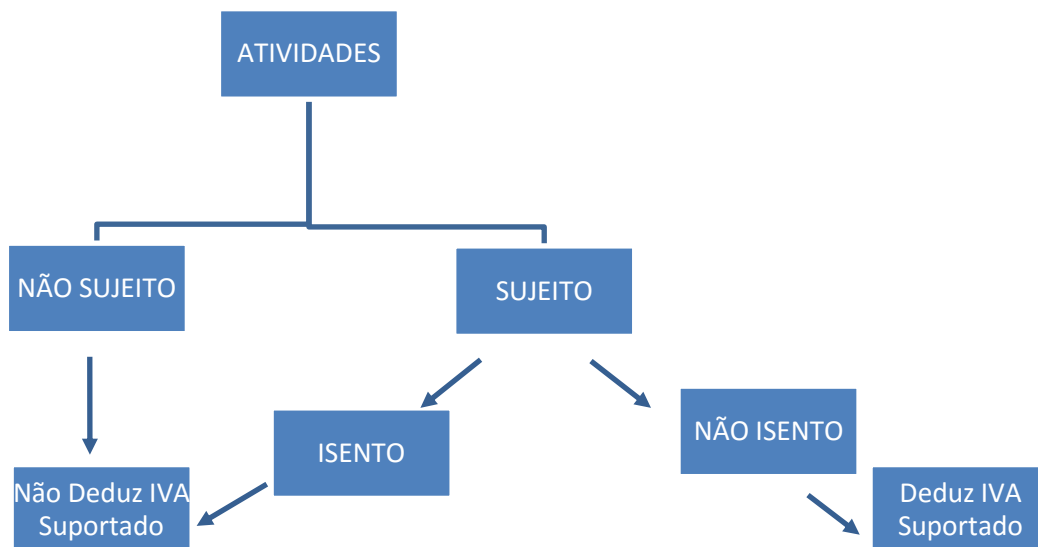 ATIVIDADES
NÃO SUJEITO
SUJEITO
ISENTO
NÃO ISENTO
Não Deduz IVA
Suportado
Deduz IVA
Suportado